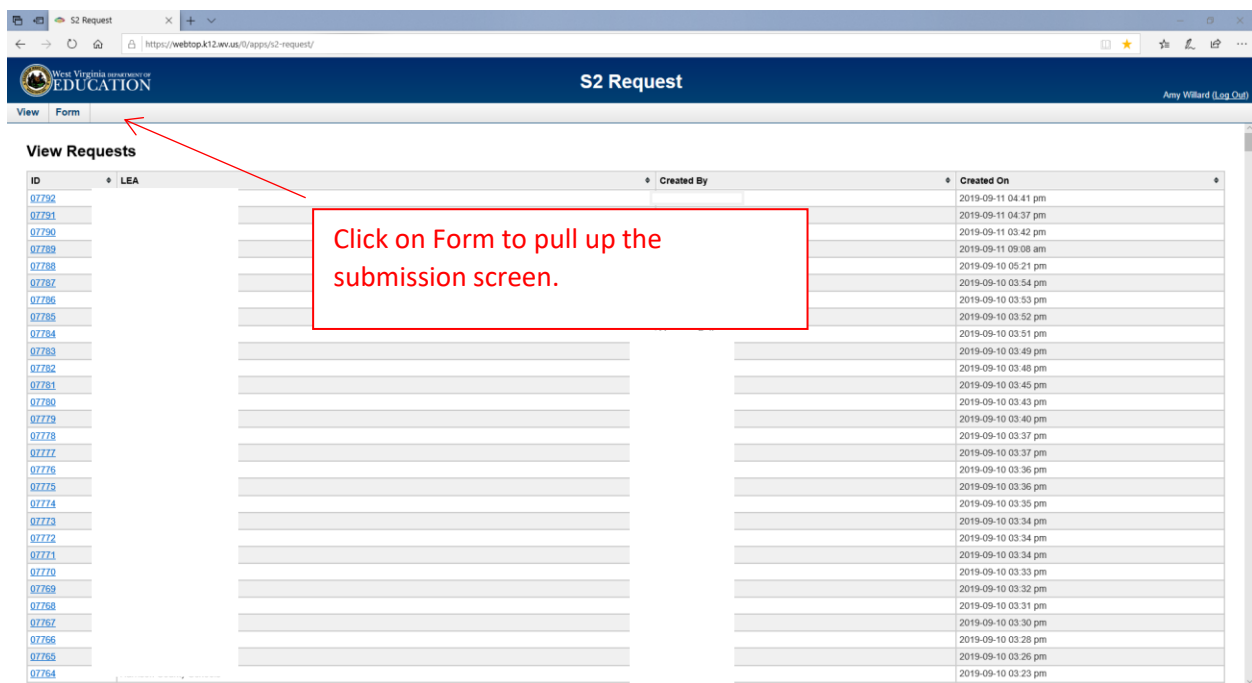 S2 Request
https://webtop.k12.wv.us/0/apps/s2-request/
West Virginia DEPARTMENT OF
EDUCATION
S2 Request
Amy Willard (Log Out)
View Form
View Requests
ID LEA Created By Created On
07792 2019-09-11 04:41 pm
07791 2019-09-11 04:37 pm
07790 2019-09-11 03:42 pm
07789 2019-09-11 09:08 am
07788 2019-09-10 05:21 pm
07787 2019-09-10 03:54 pm
07786 2019-09-10 03:53 pm
07785 2019-09-10 03:52 pm
07784 2019-09-10 03:51 pm
07783 2019-09-10 03:49 pm
07782 2019-09-10 03:48 pm
07781 2019-09-10 03:45 pm
07780 2019-09-10 03:43 pm
07779 2019-09-10 03:40 pm
07778 2019-09-10 03:37 pm
07777 2019-09-10 03:37 pm
07776 2019-09-10 03:36 pm
07775 2019-09-10 03:36 pm
07774 2019-09-10 03:35 pm
07773 2019-09-10 03:34 pm
07772 2019-09-10 03:34 pm
07771 2019-09-10 03:34 pm
07770 2019-09-10 03:33 pm
07769 2019-09-10 03:32 pm
07768 2019-09-10 03:31 pm
07767 2019-09-10 03:30 pm
07766 2019-09-10 03:28 pm
07765 2019-09-10 03:26 pm
07764 2019-09-10 03:23 pm
Click on Form to pull up the
submission screen.